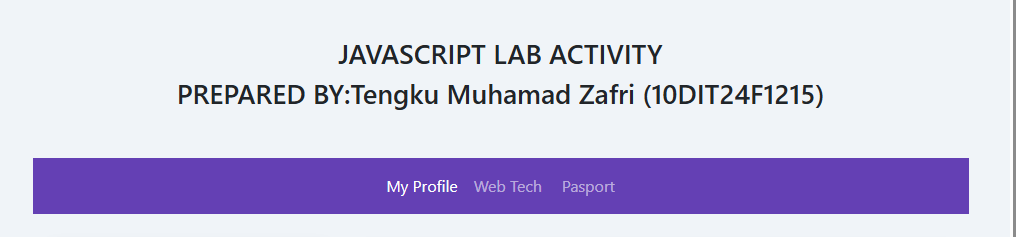 JAVASCRIPT LAB ACTIVITY
PREPARED BY:Tengku Muhamad Zafri (10DIT24F1215)
My Profile Web Tech Pasport